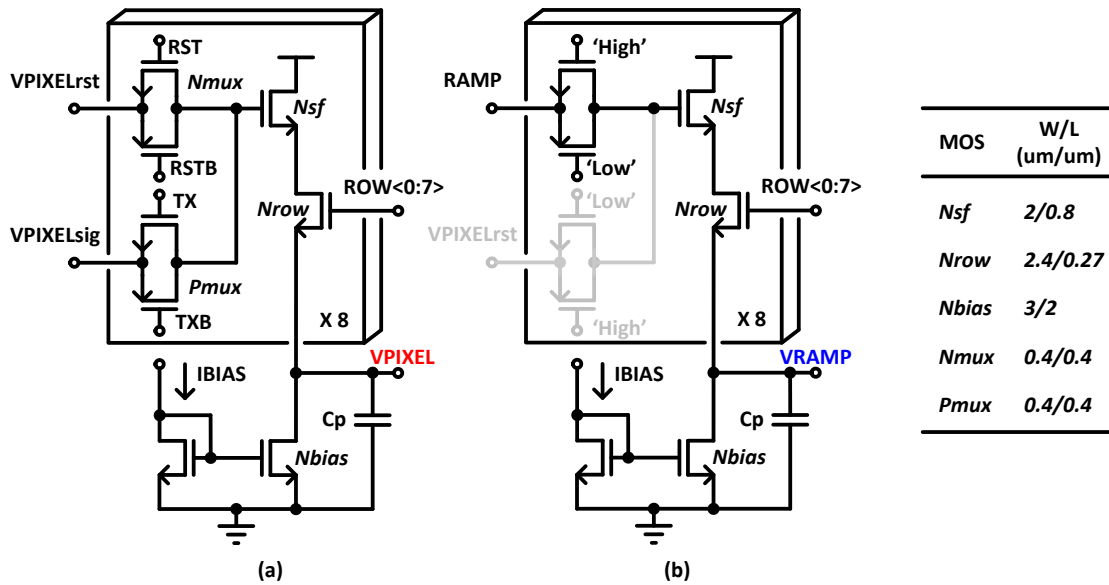 RST
VPIXELrst
Nmux
Nsf
RSTB
TX
ROW<0:7>
Nrow
VPIXELsig
Pmux
TXB
X 8
VPIXEL
IBIAS
Cp
Nbias
(a)
'High'
RAMP
Nsf
'Low'
'Low'
ROW<0:7>
Nrow
VPIXELrst
'High'
X 8
VRAMP
IBIAS
Cp
Nbias
(b)
MOS W/L (um/um)
Nsf 2/0.8
Nrow 2.4/0.27
Nbias 3/2
Nmux 0.4/0.4
Pmux 0.4/0.4